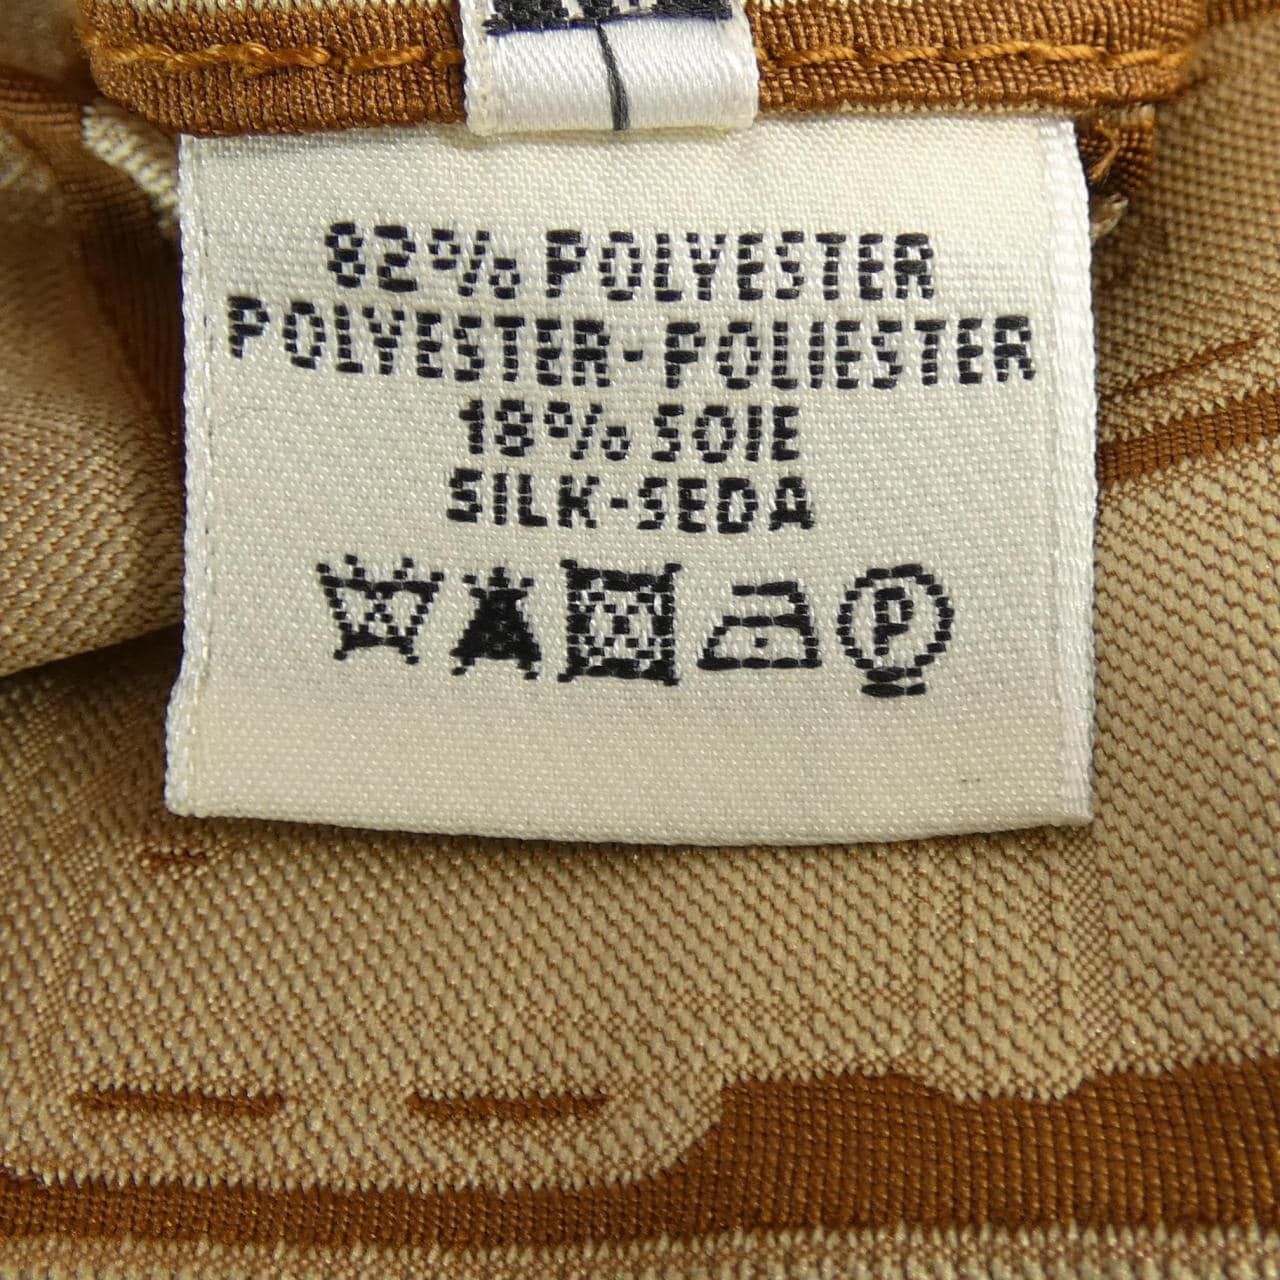 82% POLYESTER
POLYESTER-POLIESTER
18% SOIE
SILK-SEDA
P